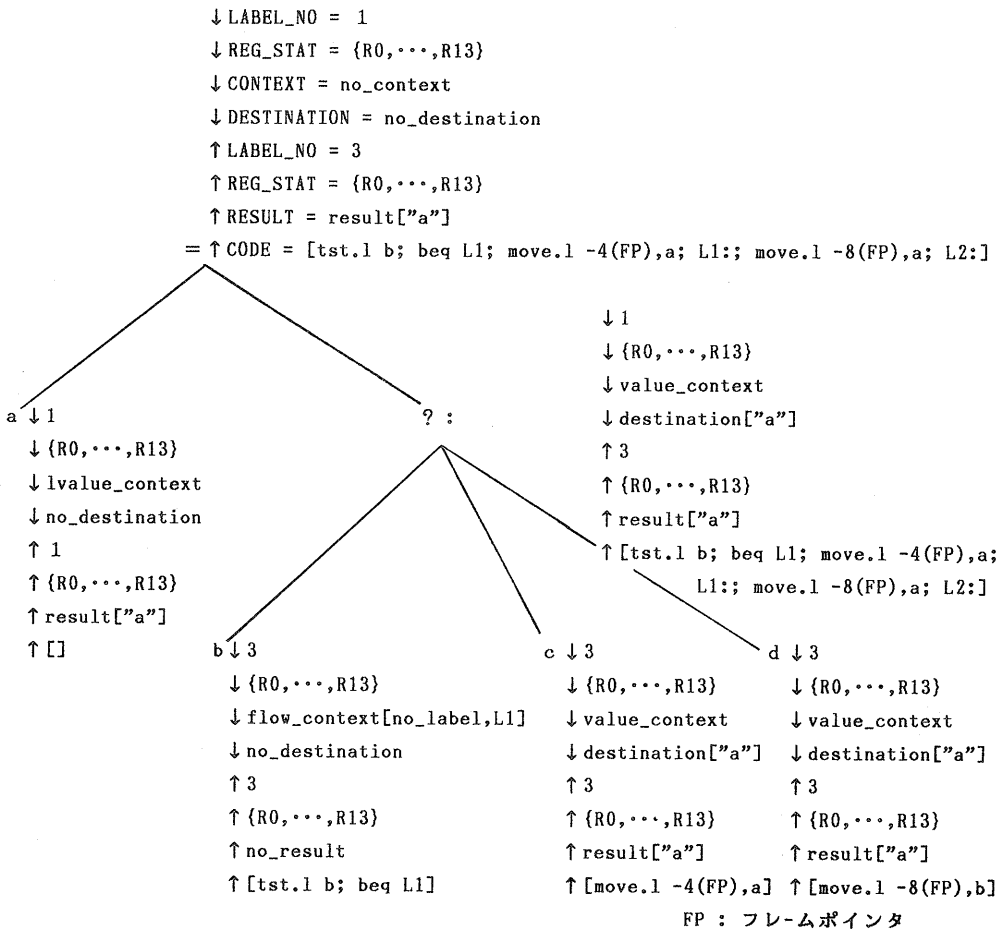 ↓LABEL_NO = 1
↓REG_STAT = {R0,···,R13}
↓CONTEXT = no_context
↓DESTINATION = no_destination
↑LABEL_NO = 3
↑REG_STAT = {R0,···,R13}
↑RESULT = result["a"]
= ↑CODE = [tst.l b; beq L1; move.l -4(FP),a; L1:; move.l -8(FP),a; L2:]
↓1
↓{R0,···,R13}
↓value_context
↓destination["a"]
↑3
↑{R0,···,R13}
↑result["a"]
↑[tst.l b; beq L1; move.l -4(FP),a;
L1:; move.l -8(FP),a; L2:]
a ↓1
↓{R0,···,R13}
↓lvalue_context
↓no_destination
↑1
↑{R0,···,R13}
↑result["a"]
↑[]
? :
b↓3
↓{R0,···,R13}
↓flow_context[no_label,L1]
↓no_destination
↑3
↑{R0,···,R13}
↑no_result
↑[tst.l b; beq L1]
c ↓3
↓{R0,···,R13}
↓value_context
↓destination["a"]
↑3
↑{R0,···,R13}
↑result["a"]
↑[move.l -4(FP),a]
d ↓3
↓{R0,···,R13}
↓value_context
↓destination["a"]
↑3
↑{R0,···,R13}
↑result["a"]
↑[move.l -8(FP),b]
FP : フレームポインタ